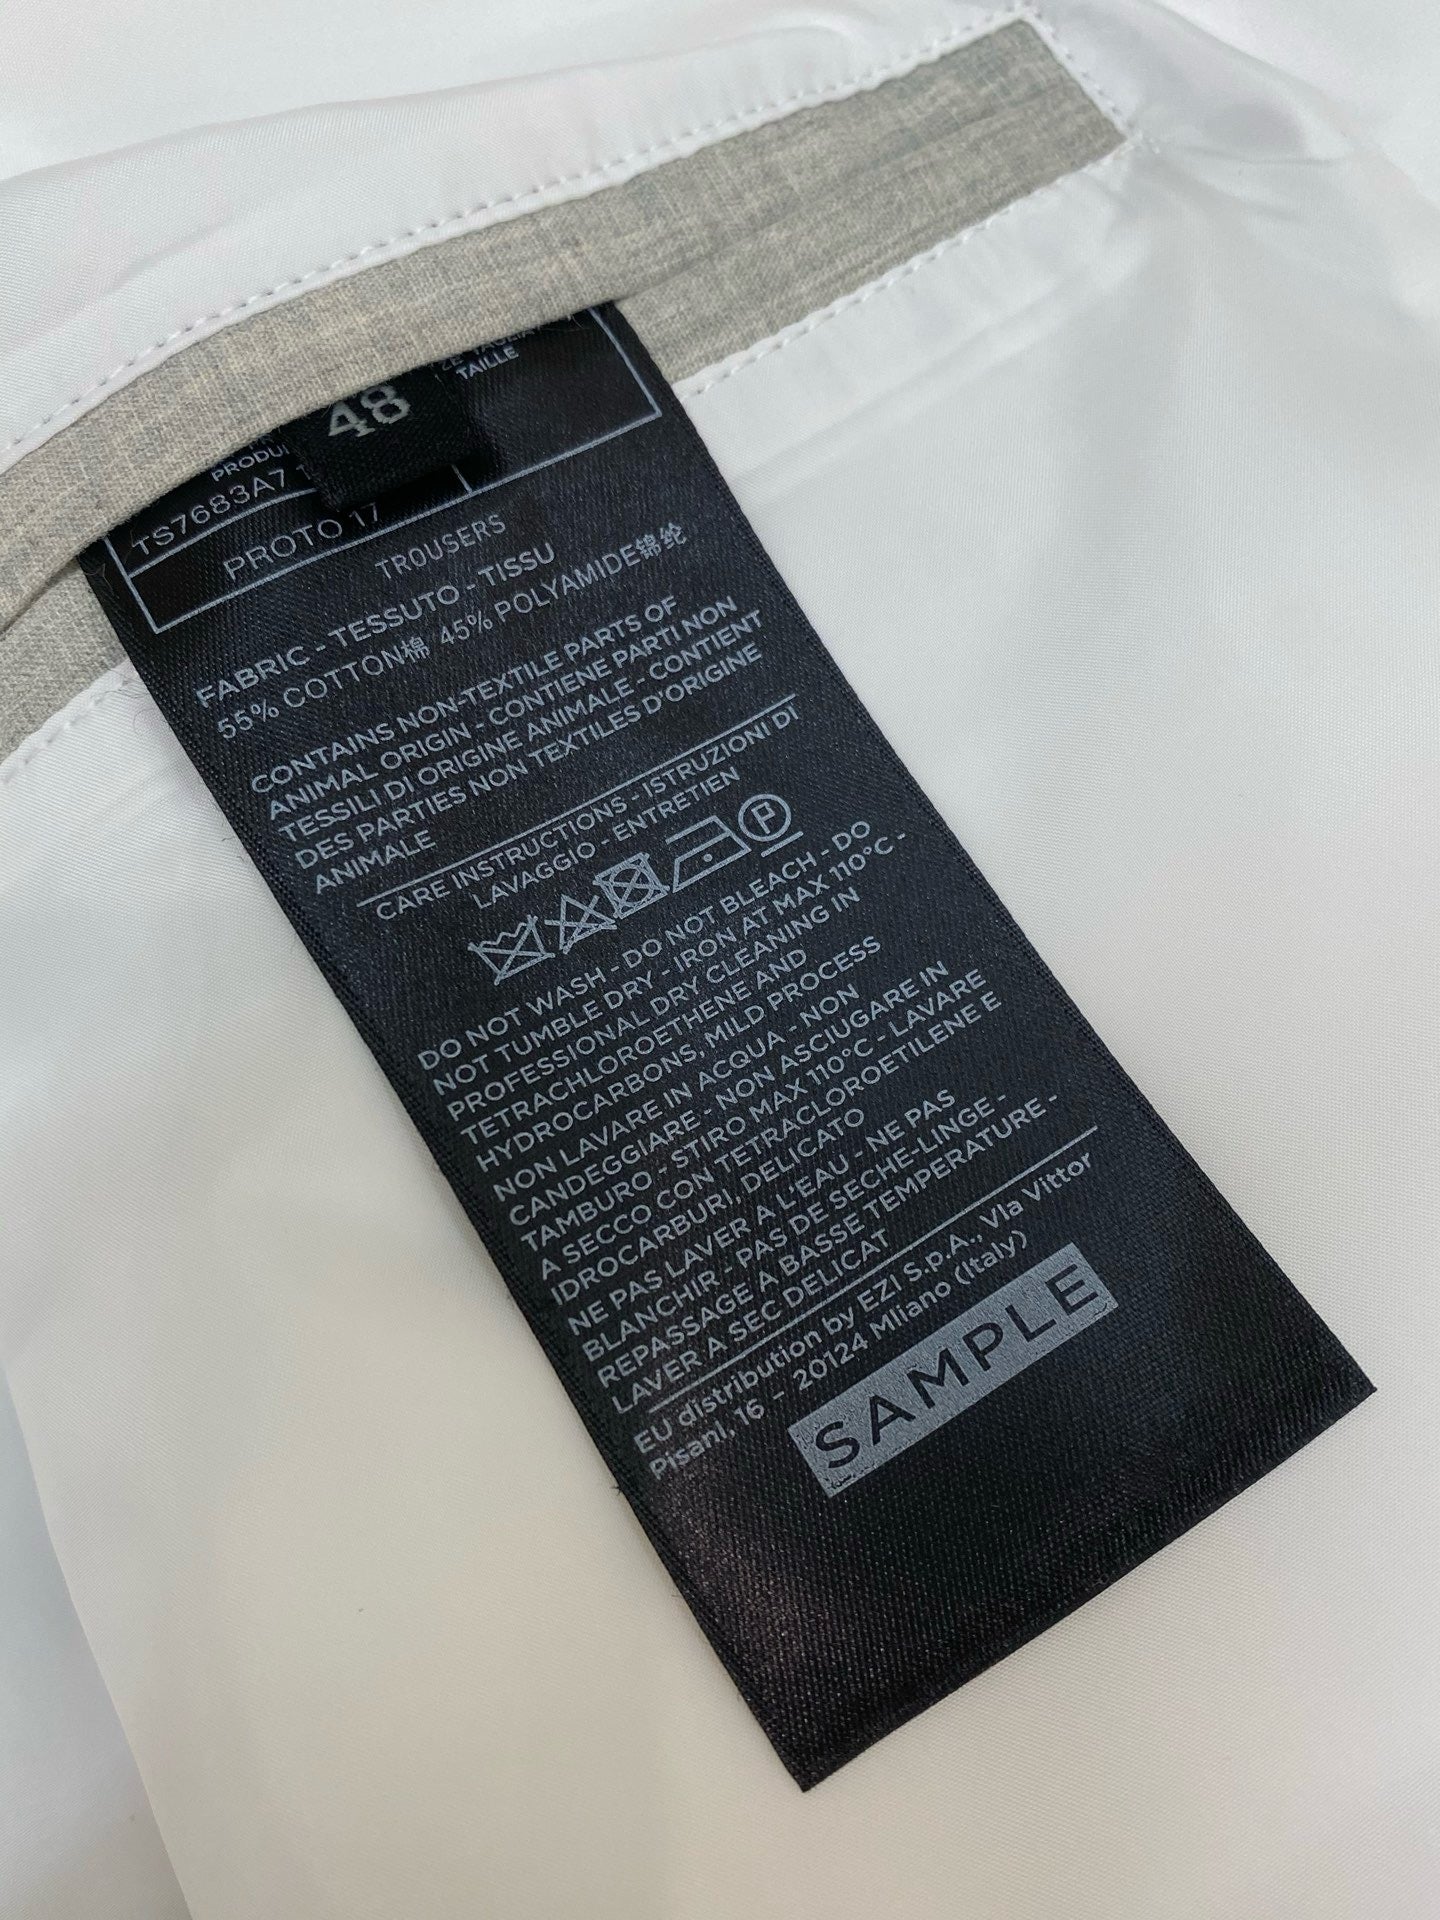 TAILLE
48
TS7683A7
PROTO 17
TROUSERS
FABRIC - TESSUTO - TISSU
55% COTTON棉 45% POLYAMIDE锦纶
CONTAINS NON-TEXTILE PARTS OF
ANIMAL ORIGIN - CONTIENE PARTI NON
TESSILI DI ORIGINE ANIMALE - CONTIENT
DES PARTIES NON TEXTILES D'ORIGINE
ANIMALE
CARE INSTRUCTIONS - ISTRUZIONI DI
LAVAGGIO - ENTRETIEN
P
DO NOT WASH - DO NOT BLEACH - DO
NOT TUMBLE DRY - IRON AT MAX 110°C -
PROFESSIONAL DRY CLEANING IN
TETRACHLOROETHENE AND
HYDROCARBONS, MILD PROCESS
NON LAVARE IN ACQUA - NON
CANDEGGIARE - NON ASCIUGARE IN
TAMBURO - STIRO MAX 110°C - LAVARE
A SECCO CON TETRACLOROETILENE E
IDROCARBURI, DELICATO
NE PAS LAVER A L'EAU - NE PAS
BLANCHIR - PAS DE SECHE-LINGE -
REPASSAGE A BASSE TEMPERATURE -
LAVER A SEC DELICAT
EU distribution by EZI S.p.A., VIa Vittor
PisanI, 16 - 20124 MIlano (Italy)
SAMPLE